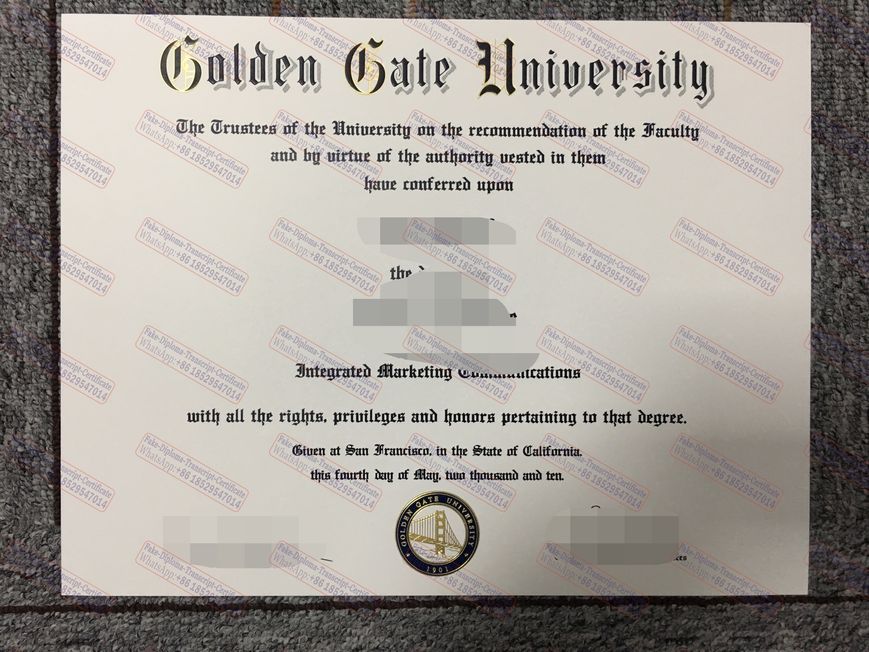 Golden Gate University
The Trustees of the University on the recommendation of the Faculty
and by virtue of the authority vested in them
have conferred upon
the
Integrated Marketing Communications
with all the rights, privileges and honors pertaining to that degree.
Given at San Francisco, in the State of California,
this fourth day of May, two thousand and ten.
GOLDEN GATE UNIVERSITY
1901
Fake-Diploma-Transcript-Certificate
WhatsApp:+86 18529547014